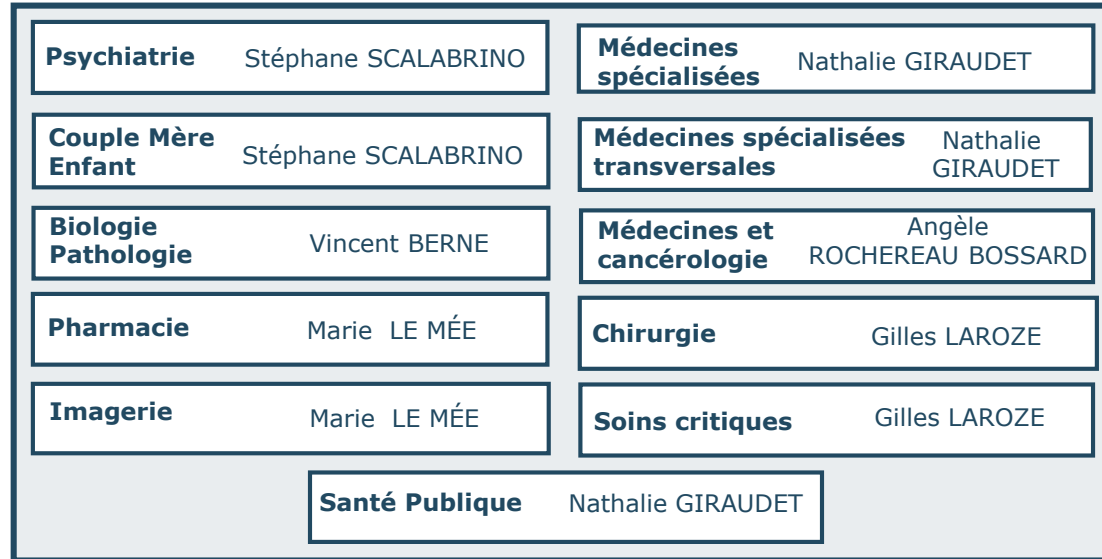 Psychiatrie Stéphane SCALABRINO
Médecines
spécialisées Nathalie GIRAUDET
Couple Mère
Enfant Stéphane SCALABRINO
Médecines spécialisées
transversales Nathalie
GIRAUDET
Biologie
Pathologie Vincent BERNE
Médecines et
cancérologie Angèle
ROCHEREAU BOSSARD
Pharmacie Marie LE MÉE
Chirurgie Gilles LAROZE
Imagerie Marie LE MÉE
Soins critiques Gilles LAROZE
Santé Publique Nathalie GIRAUDET